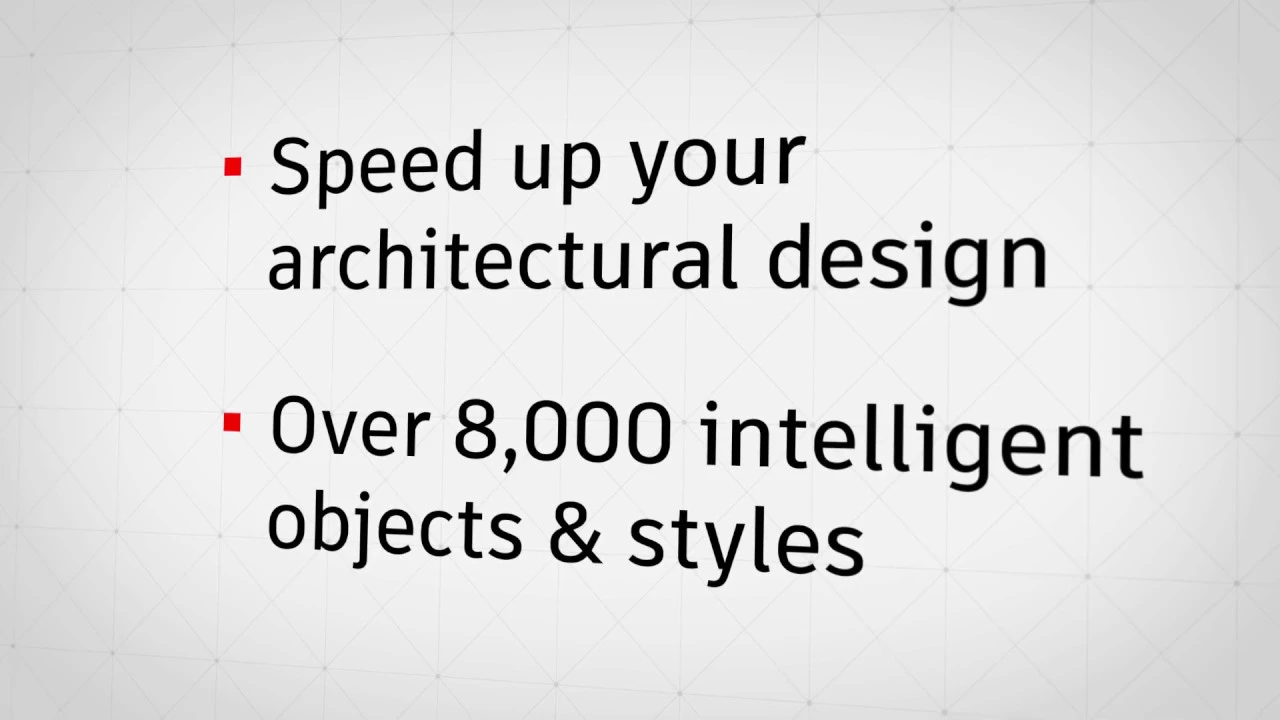 Speed up your
architectural design
Over 8,000 intelligent
objects & styles